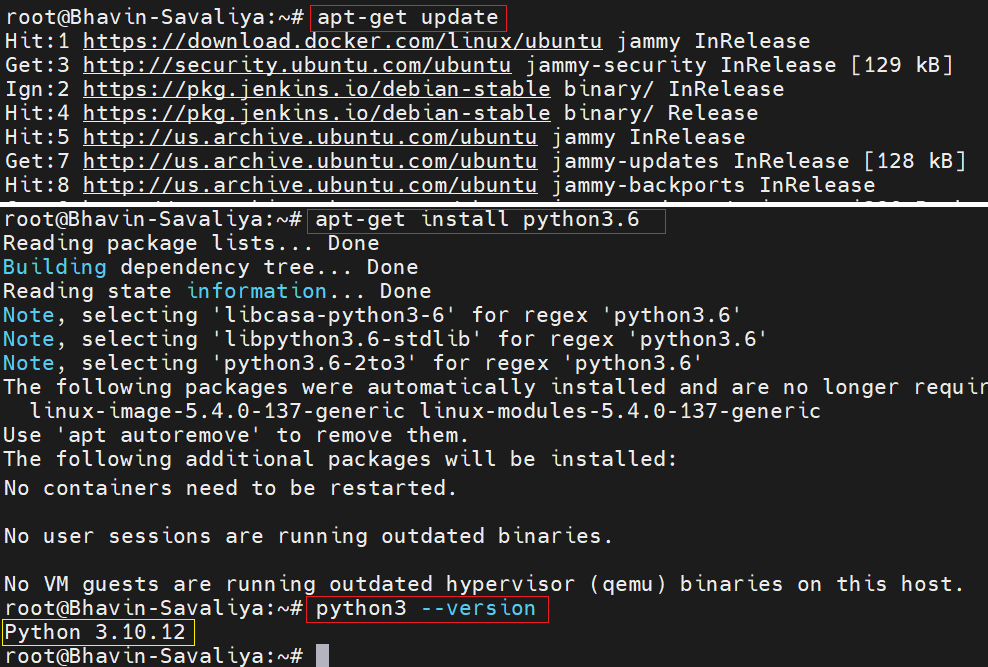 root@Bhavin-Savaliya:~# apt-get update
Hit:1 https://download.docker.com/linux/ubuntu jammy InRelease
Get:3 http://security.ubuntu.com/ubuntu jammy-security InRelease [129 kB]
Ign:2 https://pkg.jenkins.io/debian-stable binary/ InRelease
Hit:4 https://pkg.jenkins.io/debian-stable binary/ Release
Hit:5 http://us.archive.ubuntu.com/ubuntu jammy InRelease
Get:7 http://us.archive.ubuntu.com/ubuntu jammy-updates InRelease [128 kB]
Hit:8 http://us.archive.ubuntu.com/ubuntu jammy-backports InRelease
root@Bhavin-Savaliya:~# apt-get install python3.6
Reading package lists... Done
Building dependency tree... Done
Reading state information... Done
Note, selecting 'libcasa-python3-6' for regex 'python3.6'
Note, selecting 'libpython3.6-stdlib' for regex 'python3.6'
Note, selecting 'python3.6-2to3' for regex 'python3.6'
The following packages were automatically installed and are no longer requir
linux-image-5.4.0-137-generic linux-modules-5.4.0-137-generic
Use 'apt autoremove' to remove them.
The following additional packages will be installed:
No containers need to be restarted.
No user sessions are running outdated binaries.
No VM guests are running outdated hypervisor (qemu) binaries on this host.
root@Bhavin-Savaliya:~# python3 --version
Python 3.10.12
root@Bhavin-Savaliya:~#